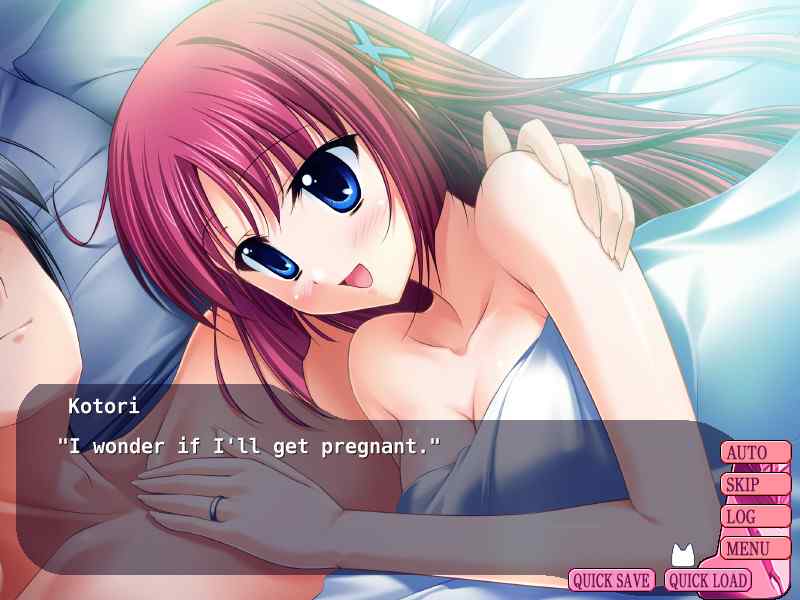 Kotori
"I wonder if I'll get pregnant."
AUTO
SKIP
LOG
MENU
QUICK SAVE
QUICK LOAD